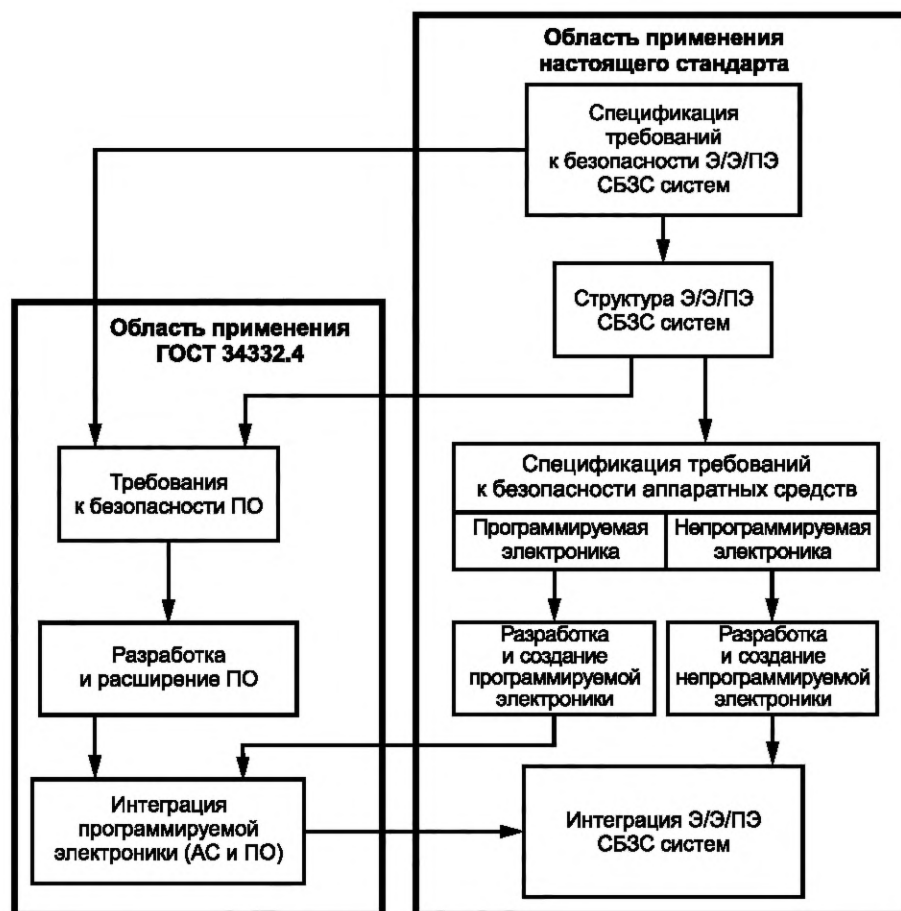 Область применения
настоящего стандарта
Спецификация
требований
к безопасности Э/Э/ПЭ
СБЗС систем
Структура Э/Э/ПЭ
СБЗС систем
Область применения
ГОСТ 34332.4
Требования
к безопасности ПО
Спецификация требований
к безопасности аппаратных средств
Программируемая
электроника
Непрограммируемая
электроника
Разработка
и расширение ПО
Разработка
и создание
программируемой
электроники
Разработка
и создание
непрограммируемой
электроники
Интеграция
программируемой
электроники (АС и ПО)
Интеграция Э/Э/ПЭ
СБЗС систем